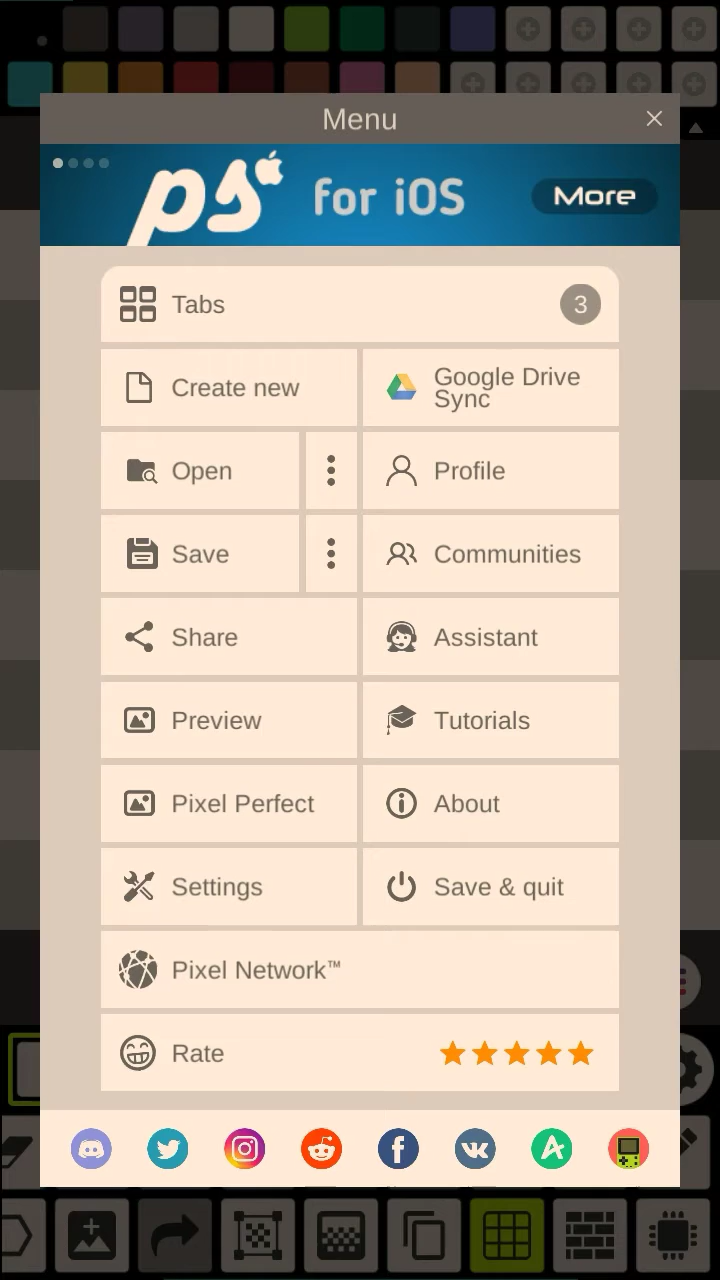 Menu
ps for iOS More
Tabs 3
Create new
Google Drive
Sync
Open
Profile
Save
Communities
Share
Assistant
Preview
Tutorials
Pixel Perfect
About
Settings
Save & quit
Pixel Network™
Rate